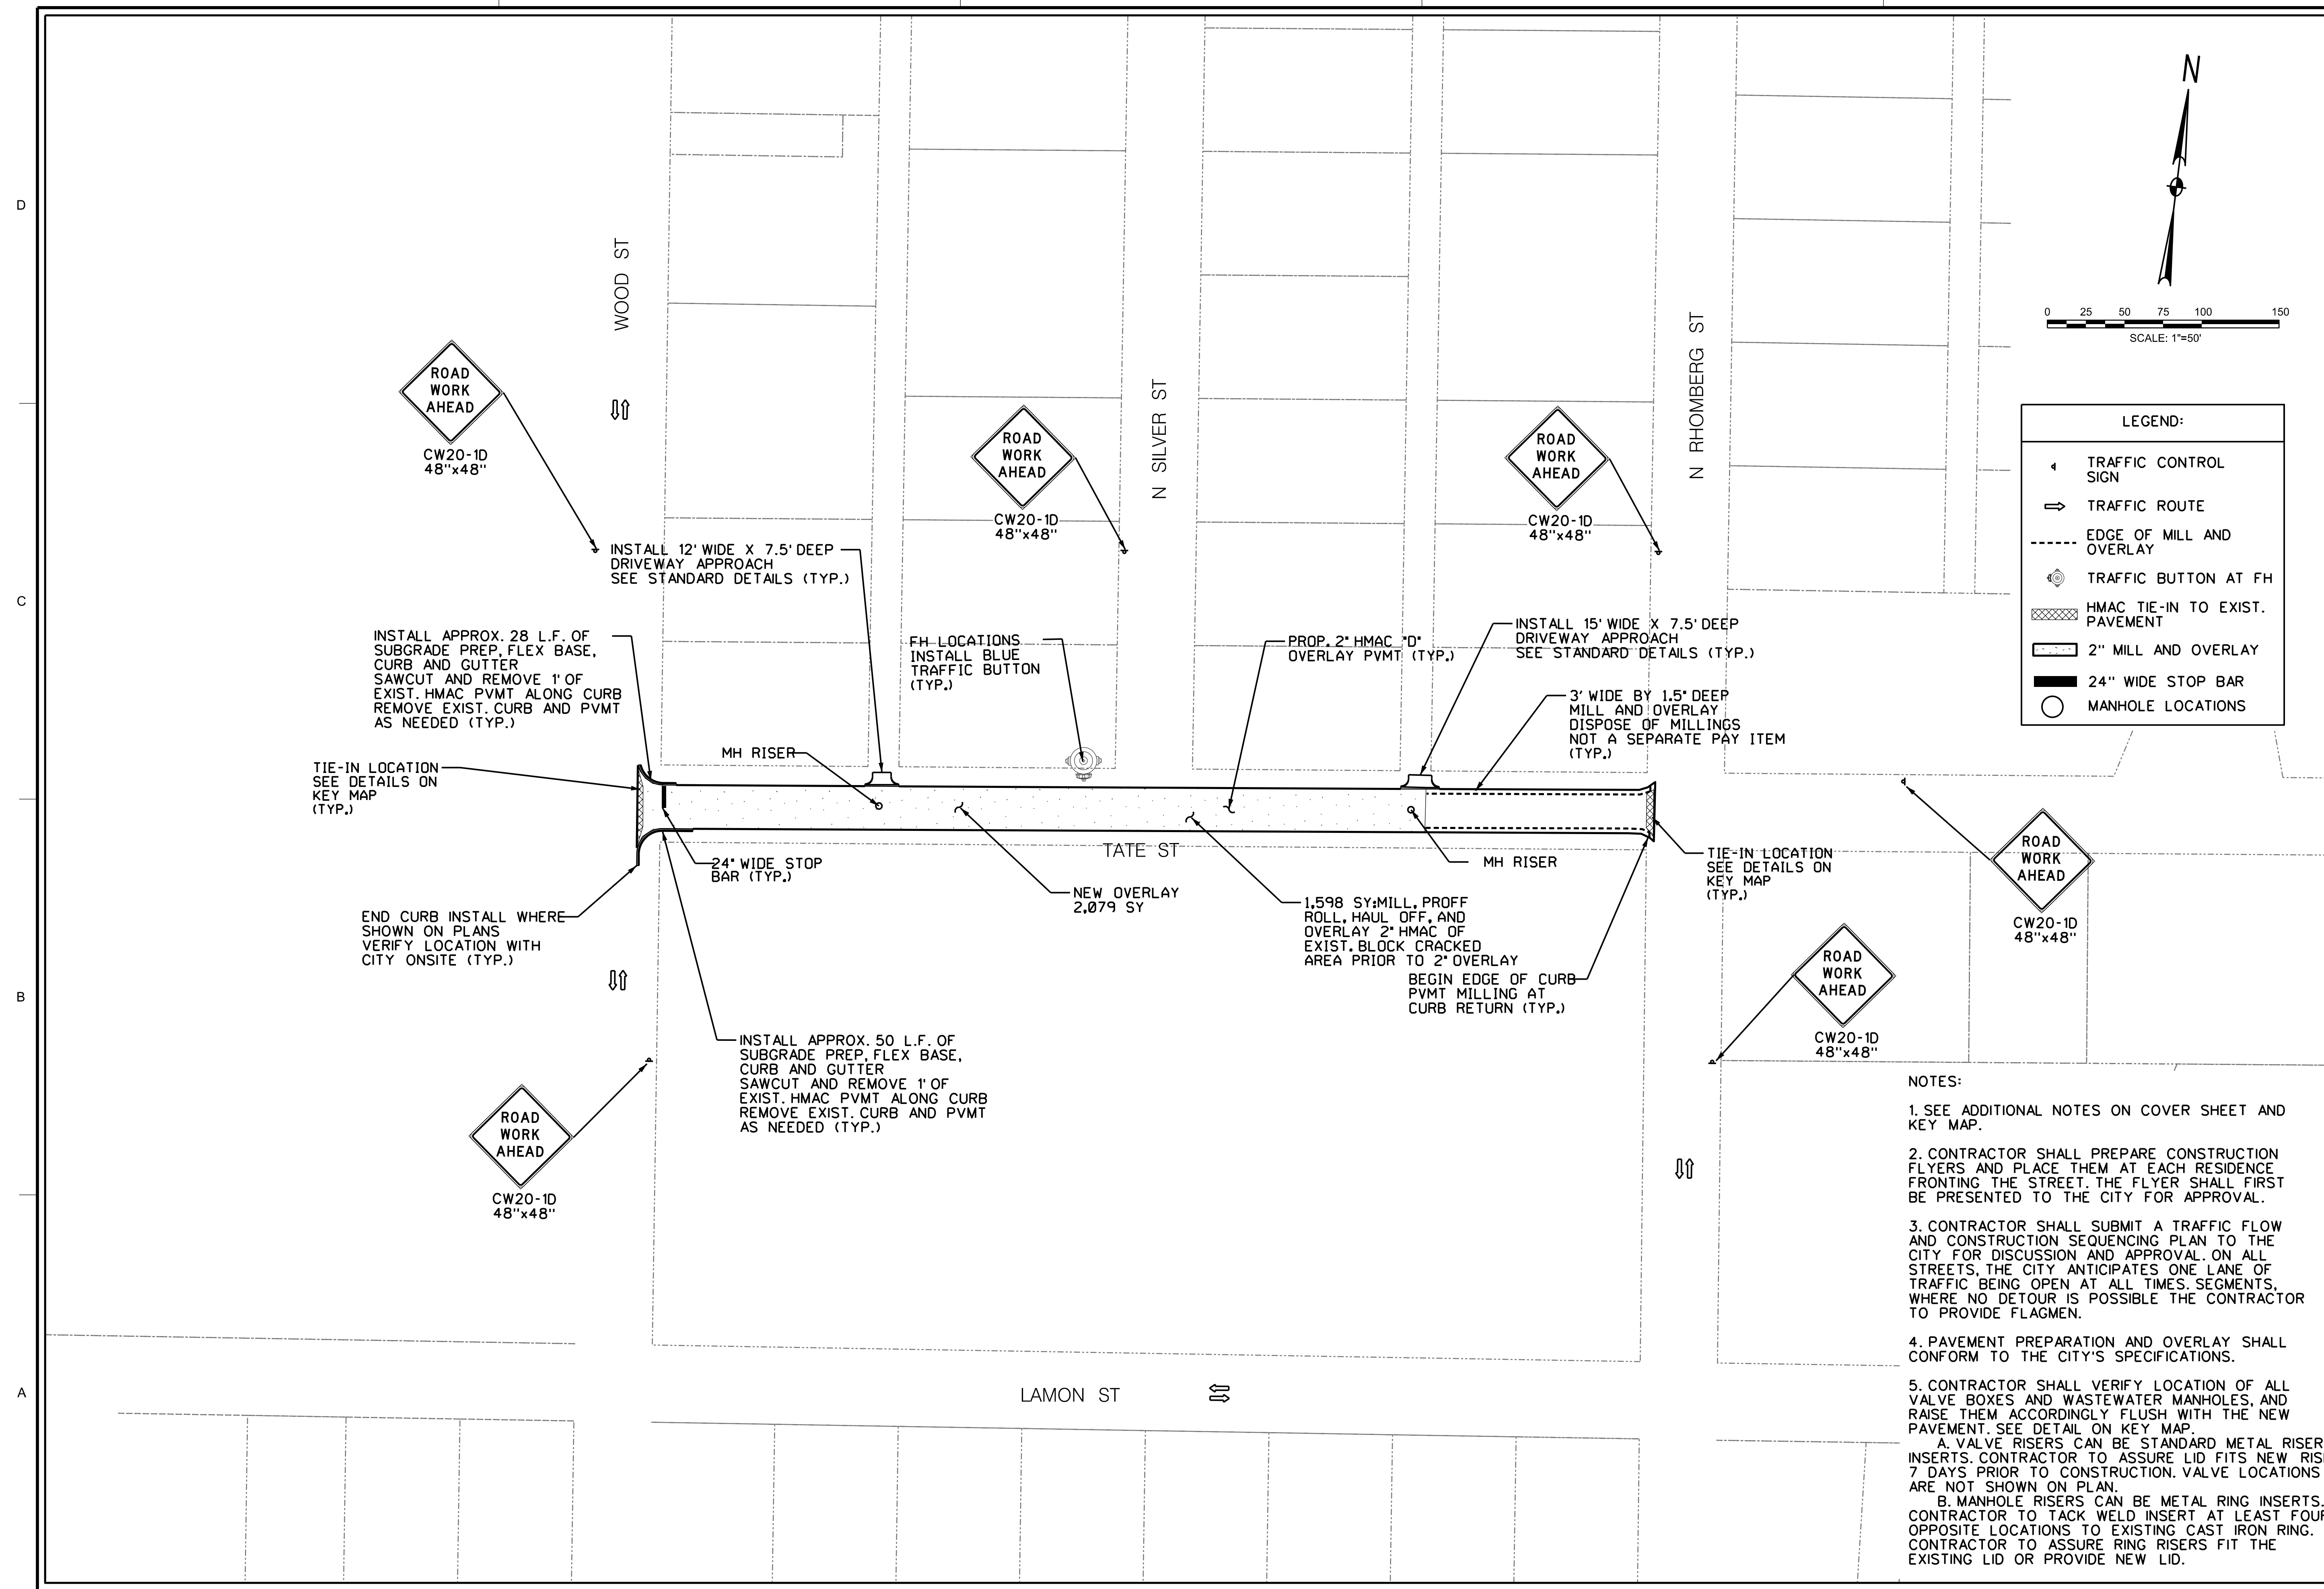 D
C
B
A
N
0 25 50 75 100 150
SCALE: 1"=50'
WOOD ST
N SILVER ST
N RHOMBERG ST
TATE ST
LAMON ST
ROAD
WORK
AHEAD
CW20-1D
48"x48"
ROAD
WORK
AHEAD
CW20-1D
48"x48"
ROAD
WORK
AHEAD
CW20-1D
48"x48"
LEGEND:
TRAFFIC CONTROL
SIGN
TRAFFIC ROUTE
EDGE OF MILL AND
OVERLAY
TRAFFIC BUTTON AT FH
HMAC TIE-IN TO EXIST.
PAVEMENT
2" MILL AND OVERLAY
24" WIDE STOP BAR
MANHOLE LOCATIONS
INSTALL 12' WIDE X 7.5' DEEP
DRIVEWAY APPROACH
SEE STANDARD DETAILS (TYP.)
INSTALL APPROX. 28 L.F. OF
SUBGRADE PREP, FLEX BASE,
CURB AND GUTTER
SAWCUT AND REMOVE 1' OF
EXIST. HMAC PVMT ALONG CURB
REMOVE EXIST. CURB AND PVMT
AS NEEDED (TYP.)
FH LOCATIONS
INSTALL BLUE
TRAFFIC BUTTON
(TYP.)
PROP. 2" HMAC "D"
OVERLAY PVMT (TYP.)
INSTALL 15' WIDE X 7.5' DEEP
DRIVEWAY APPROACH
SEE STANDARD DETAILS (TYP.)
3' WIDE BY 1.5" DEEP
MILL AND OVERLAY
DISPOSE OF MILLINGS
NOT A SEPARATE PAY ITEM
(TYP.)
MH RISER
TIE-IN LOCATION
SEE DETAILS ON
KEY MAP
(TYP.)
24" WIDE STOP
BAR (TYP.)
NEW OVERLAY
2,079 SY
MH RISER
TIE-IN LOCATION
SEE DETAILS ON
KEY MAP
(TYP.)
ROAD
WORK
AHEAD
CW20-1D
48"x48"
END CURB INSTALL WHERE
SHOWN ON PLANS
VERIFY LOCATION WITH
CITY ONSITE (TYP.)
1,598 SY:MILL, PROFF
ROLL, HAUL OFF, AND
OVERLAY 2" HMAC OF
EXIST. BLOCK CRACKED
AREA PRIOR TO 2" OVERLAY
BEGIN EDGE OF CURB
PVMT MILLING AT
CURB RETURN (TYP.)
ROAD
WORK
AHEAD
CW20-1D
48"x48"
INSTALL APPROX. 50 L.F. OF
SUBGRADE PREP, FLEX BASE,
CURB AND GUTTER
SAWCUT AND REMOVE 1' OF
EXIST. HMAC PVMT ALONG CURB
REMOVE EXIST. CURB AND PVMT
AS NEEDED (TYP.)
ROAD
WORK
AHEAD
CW20-1D
48"x48"
NOTES:
1. SEE ADDITIONAL NOTES ON COVER SHEET AND
KEY MAP.
2. CONTRACTOR SHALL PREPARE CONSTRUCTION
FLYERS AND PLACE THEM AT EACH RESIDENCE
FRONTING THE STREET. THE FLYER SHALL FIRST
BE PRESENTED TO THE CITY FOR APPROVAL.
3. CONTRACTOR SHALL SUBMIT A TRAFFIC FLOW
AND CONSTRUCTION SEQUENCING PLAN TO THE
CITY FOR DISCUSSION AND APPROVAL. ON ALL
STREETS, THE CITY ANTICIPATES ONE LANE OF
TRAFFIC BEING OPEN AT ALL TIMES. SEGMENTS,
WHERE NO DETOUR IS POSSIBLE THE CONTRACTOR
TO PROVIDE FLAGMEN.
4. PAVEMENT PREPARATION AND OVERLAY SHALL
CONFORM TO THE CITY'S SPECIFICATIONS.
5. CONTRACTOR SHALL VERIFY LOCATION OF ALL
VALVE BOXES AND WASTEWATER MANHOLES, AND
RAISE THEM ACCORDINGLY FLUSH WITH THE NEW
PAVEMENT. SEE DETAIL ON KEY MAP.
A. VALVE RISERS CAN BE STANDARD METAL RISER
INSERTS. CONTRACTOR TO ASSURE LID FITS NEW
7 DAYS PRIOR TO CONSTRUCTION. VALVE LOCATIONS
ARE NOT SHOWN ON PLAN.
B. MANHOLE RISERS CAN BE METAL RING INSERTS.
CONTRACTOR TO TACK WELD INSERT AT LEAST FOUR
OPPOSITE LOCATIONS TO EXISTING CAST IRON RING.
CONTRACTOR TO ASSURE RING RISERS FIT THE
EXISTING LID OR PROVIDE NEW LID.